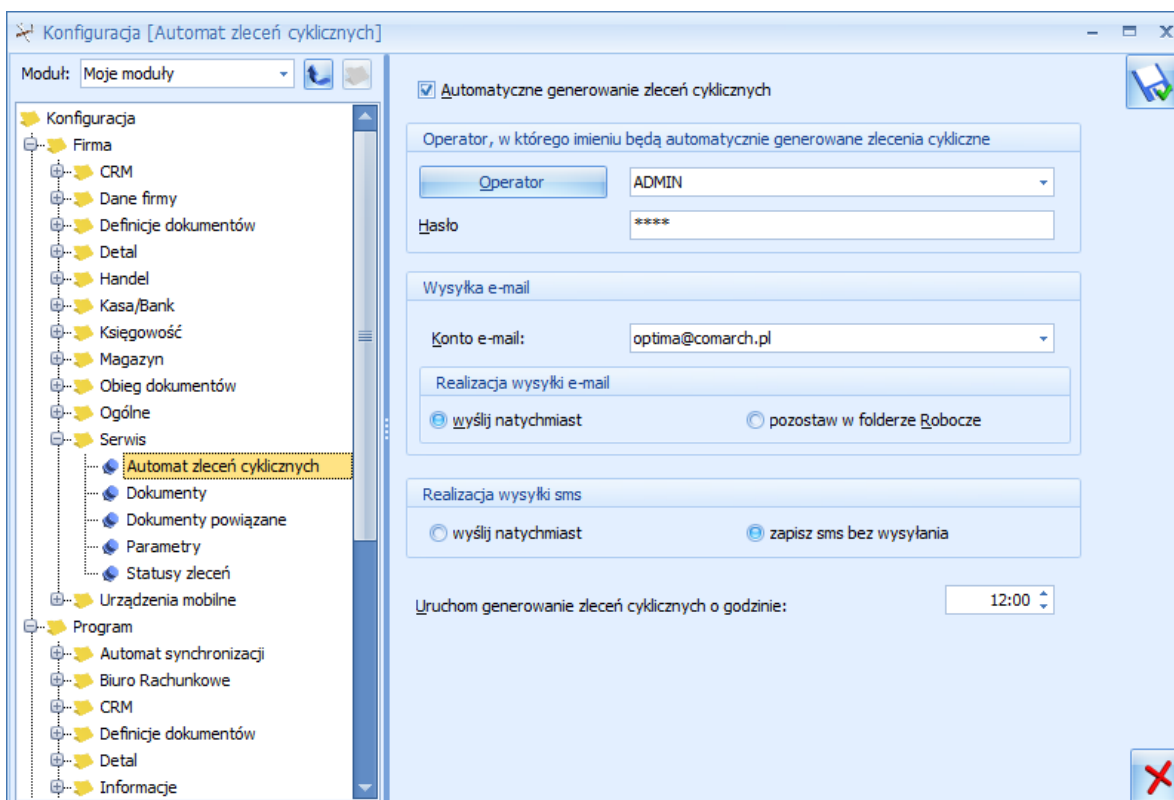 Konfiguracja [Automat zleceń cyklicznych]
Moduł: Moje moduły
Konfiguracja
Firma
CRM
Dane firmy
Definicje dokumentów
Detal
Handel
Kasa/Bank
Księgowość
Magazyn
Obieg dokumentów
Ogólne
Serwis
Automat zleceń cyklicznych
Dokumenty
Dokumenty powiązane
Parametry
Statusy zleceń
Urządzenia mobilne
Program
Automat synchronizacji
Biuro Rachunkowe
CRM
Definicje dokumentów
Detal
Informacje
Automatyczne generowanie zleceń cyklicznych
Operator, w którego imieniu będą automatycznie generowane zlecenia cykliczne
Operator ADMIN
Hasło ****
Wysyłka e-mail
Konto e-mail: optima@comarch.pl
Realizacja wysyłki e-mail
wyślij natychmiast pozostaw w folderze Robocze
Realizacja wysyłki sms
wyślij natychmiast zapisz sms bez wysyłania
Uruchom generowanie zleceń cyklicznych o godzinie: 12:00